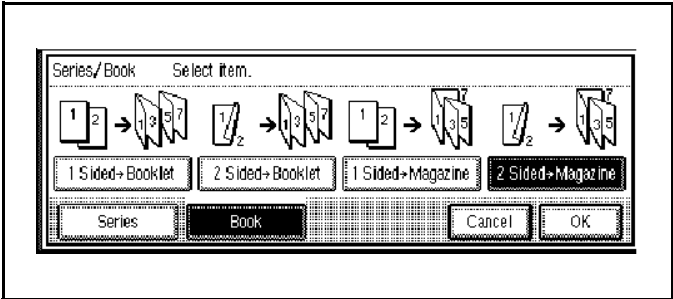 Series/Book Select item.
1 2 → 1 3 5 7 1 2 → 1 3 5 7 1 2 → 1 3 5 7 1 2 → 1 3 5 7
1 Sided→Booklet 2 Sided→Booklet 1 Sided→Magazine 2 Sided→Magazine
Series Book Cancel OK